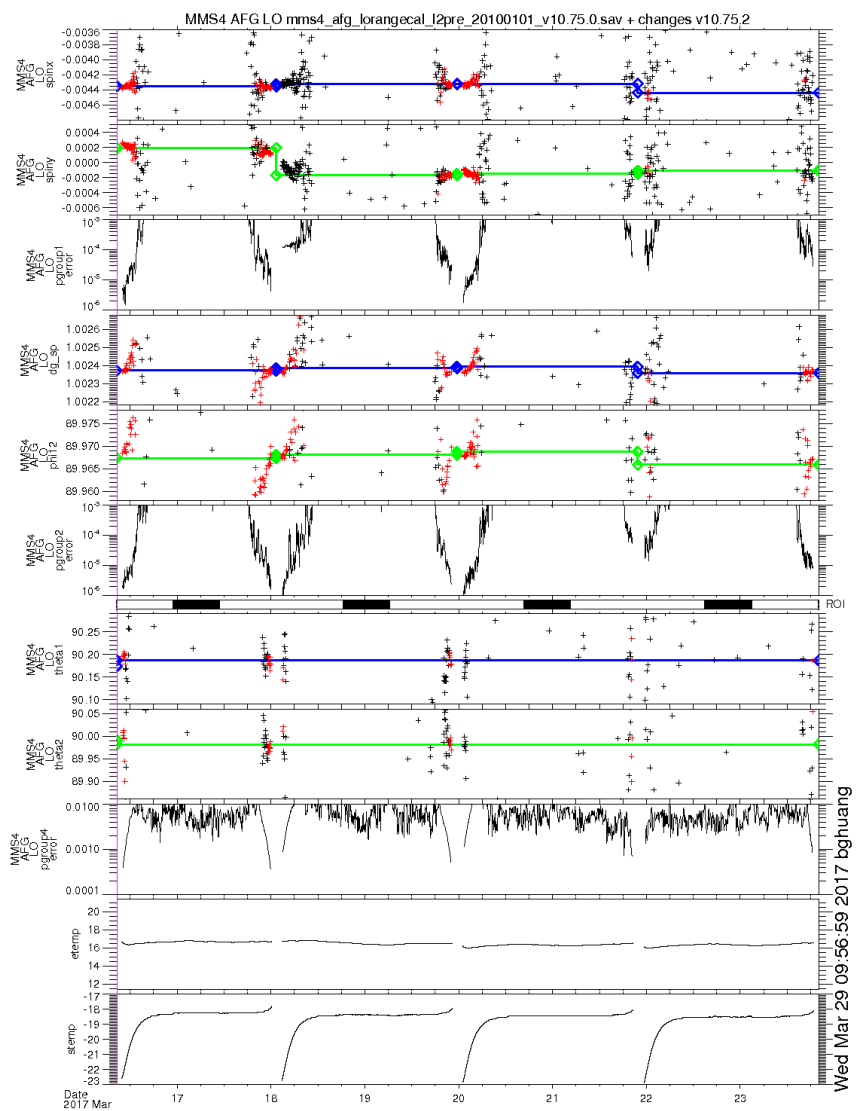 MMS4 AFG LO mms4_afg_lorangecal_l2pre_20100101_v10.75.0.sav + changes v10.75.2
MMS4
AFG
LO
spinx
-0.0036
-0.0038
-0.0040
-0.0042
-0.0044
-0.0046
MMS4
AFG
LO
spiny
0.0004
0.0002
0.0000
-0.0002
-0.0004
-0.0006
MMS4
AFG
LO
pgroup1
error
10-3
10-4
10-5
10-6
MMS4
AFG
LO
dg_sp
1.0026
1.0025
1.0024
1.0023
1.0022
MMS4
AFG
LO
phi12
89.975
89.970
89.965
89.960
MMS4
AFG
LO
pgroup2
error
10-3
10-4
10-5
10-6
ROI
MMS4
AFG
LO
theta1
90.25
90.20
90.15
90.10
MMS4
AFG
LO
theta2
90.05
90.00
89.95
89.90
MMS4
AFG
LO
pgroup4
error
0.0100
0.0010
0.0001
etemp
20
18
16
14
12
stemp
-17
-18
-19
-20
-21
-22
-23
Date
2017 Mar
17
18
19
20
21
22
23
Wed Mar 29 09:56:59 2017 bghuang